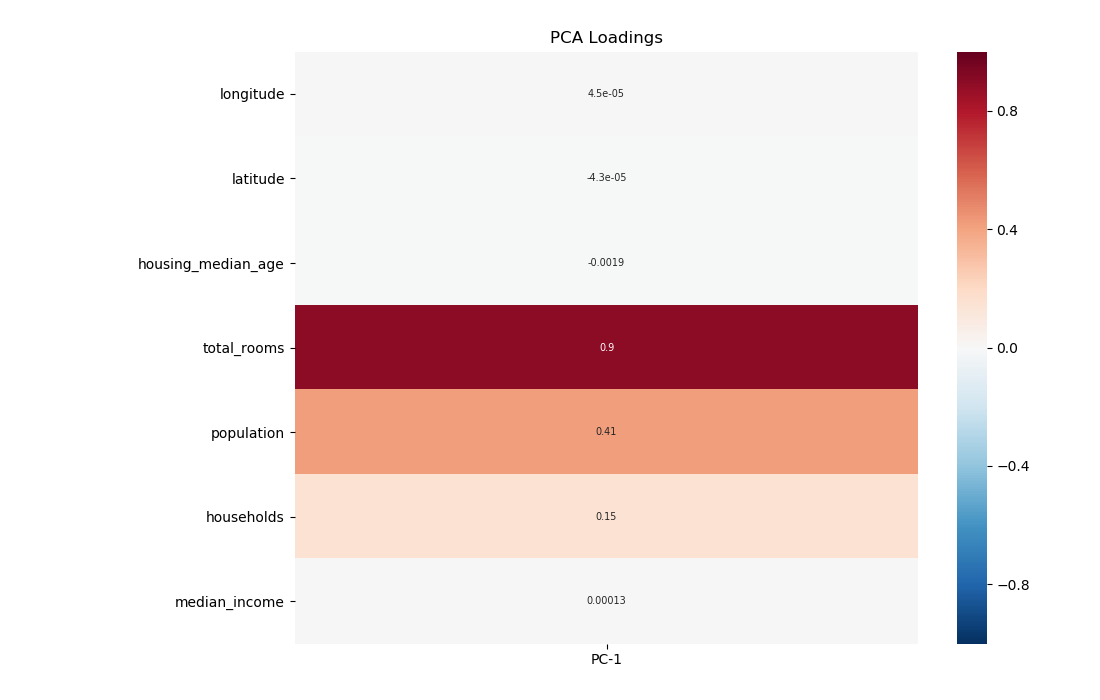 PCA Loadings
longitude
4.5e-05
latitude
-4.3e-05
housing_median_age
-0.0019
total_rooms
0.9
population
0.41
households
0.15
median_income
0.00013
PC-1
0.8
0.4
0.0
−0.4
−0.8